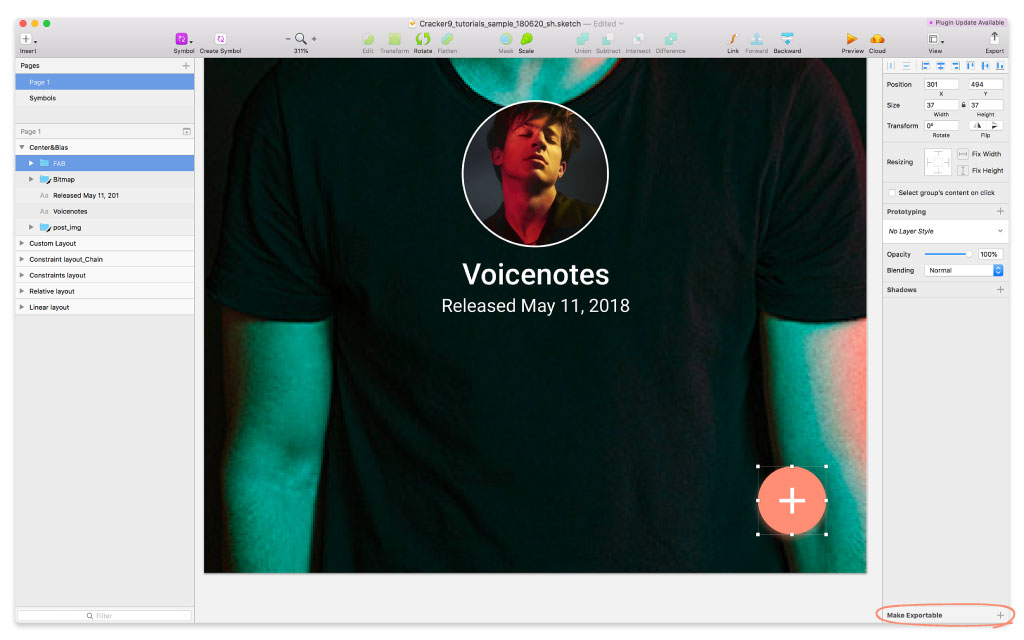 Cracker9_tutorials_sample_180620_sh.sketch — Edited
Plugin Update Available
Insert
Symbol
Create Symbol
311%
Edit
Transform
Rotate
Flatten
Mask
Scale
Union
Subtract
Intersect
Difference
Link
Forward
Backward
Preview
Cloud
View
Export
Pages
Page 1
Symbols
Page 1
Center&Bias
FAB
Bitmap
Aa Released May 11, 201
Aa Voicenotes
post_img
Custom Layout
Constraint layout_Chain
Constraints layout
Relative layout
Linear layout
Filter
Voicenotes
Released May 11, 2018
Position 301 494
X Y
Size 37 37
Width Height
Transform 0°
Rotate Flip
Resizing
Fix Width
Fix Height
Select group's content on click
Prototyping
No Layer Style
Opacity 100%
Blending Normal
Shadows
Make Exportable